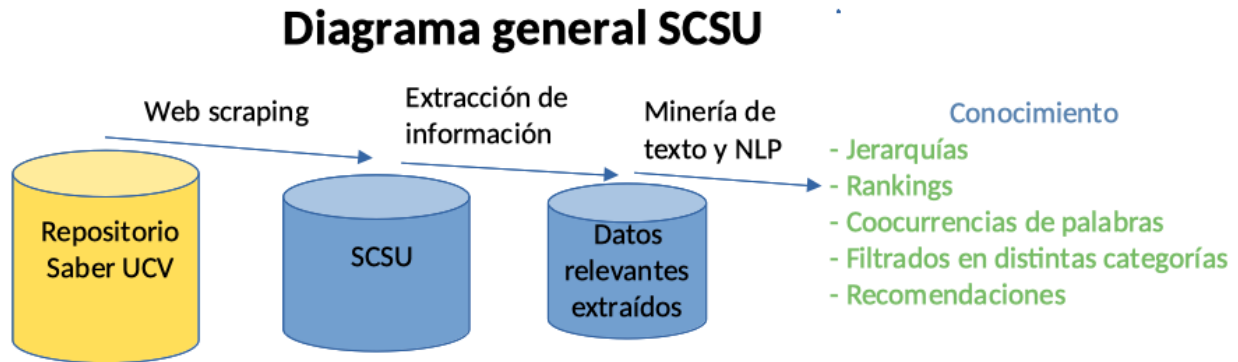 Diagrama general SCSU
Web scraping
Extracción de
información
Minería de
texto y NLP
Conocimiento
- Jerarquías
- Rankings
- Coocurrencias de palabras
- Filtrados en distintas categorías
- Recomendaciones
Repositorio
Saber UCV
SCSU
Datos
relevantes
extraídos